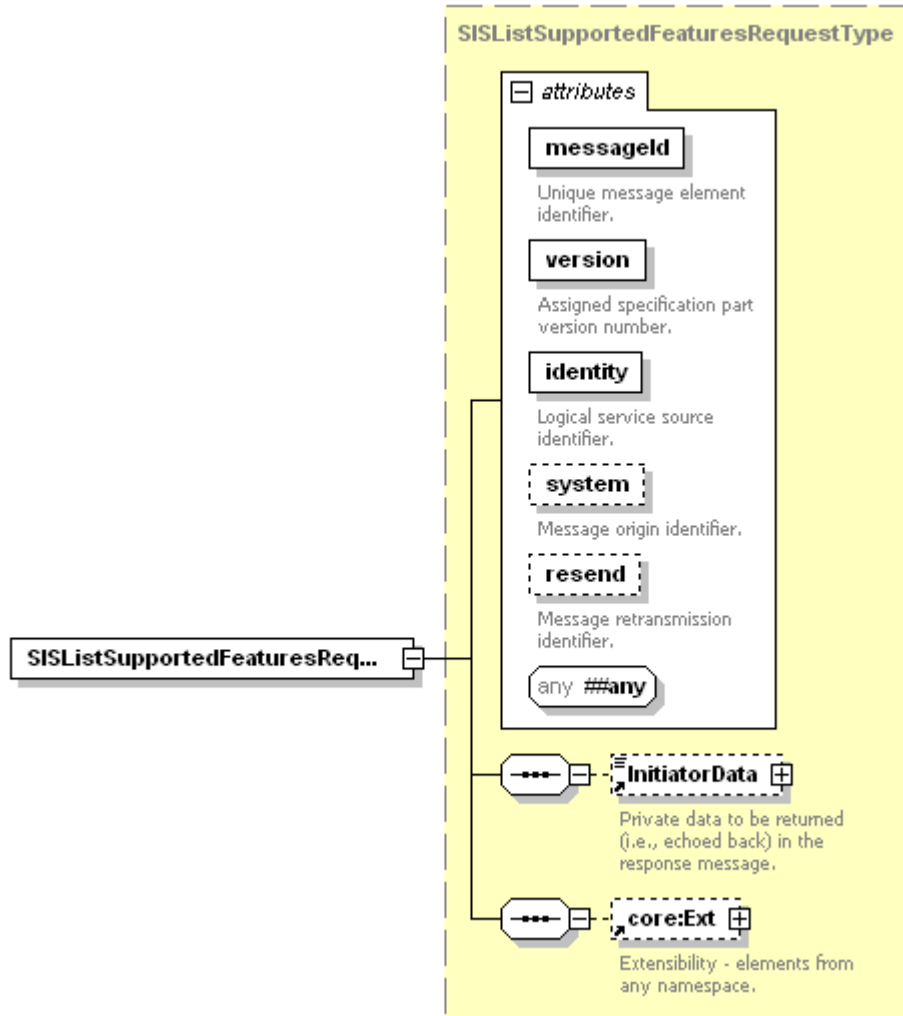 SISListSupportedFeaturesRequestType
attributes
messageId
Unique message element
identifier.
version
Assigned specification part
version number.
identity
Logical service source
identifier.
system
Message origin identifier.
resend
Message retransmission
identifier.
any ##any
SISListSupportedFeaturesReq...
InitiatorData
Private data to be returned
(i.e., echoed back) in the
response message.
core:Ext
Extensibility - elements from
any namespace.